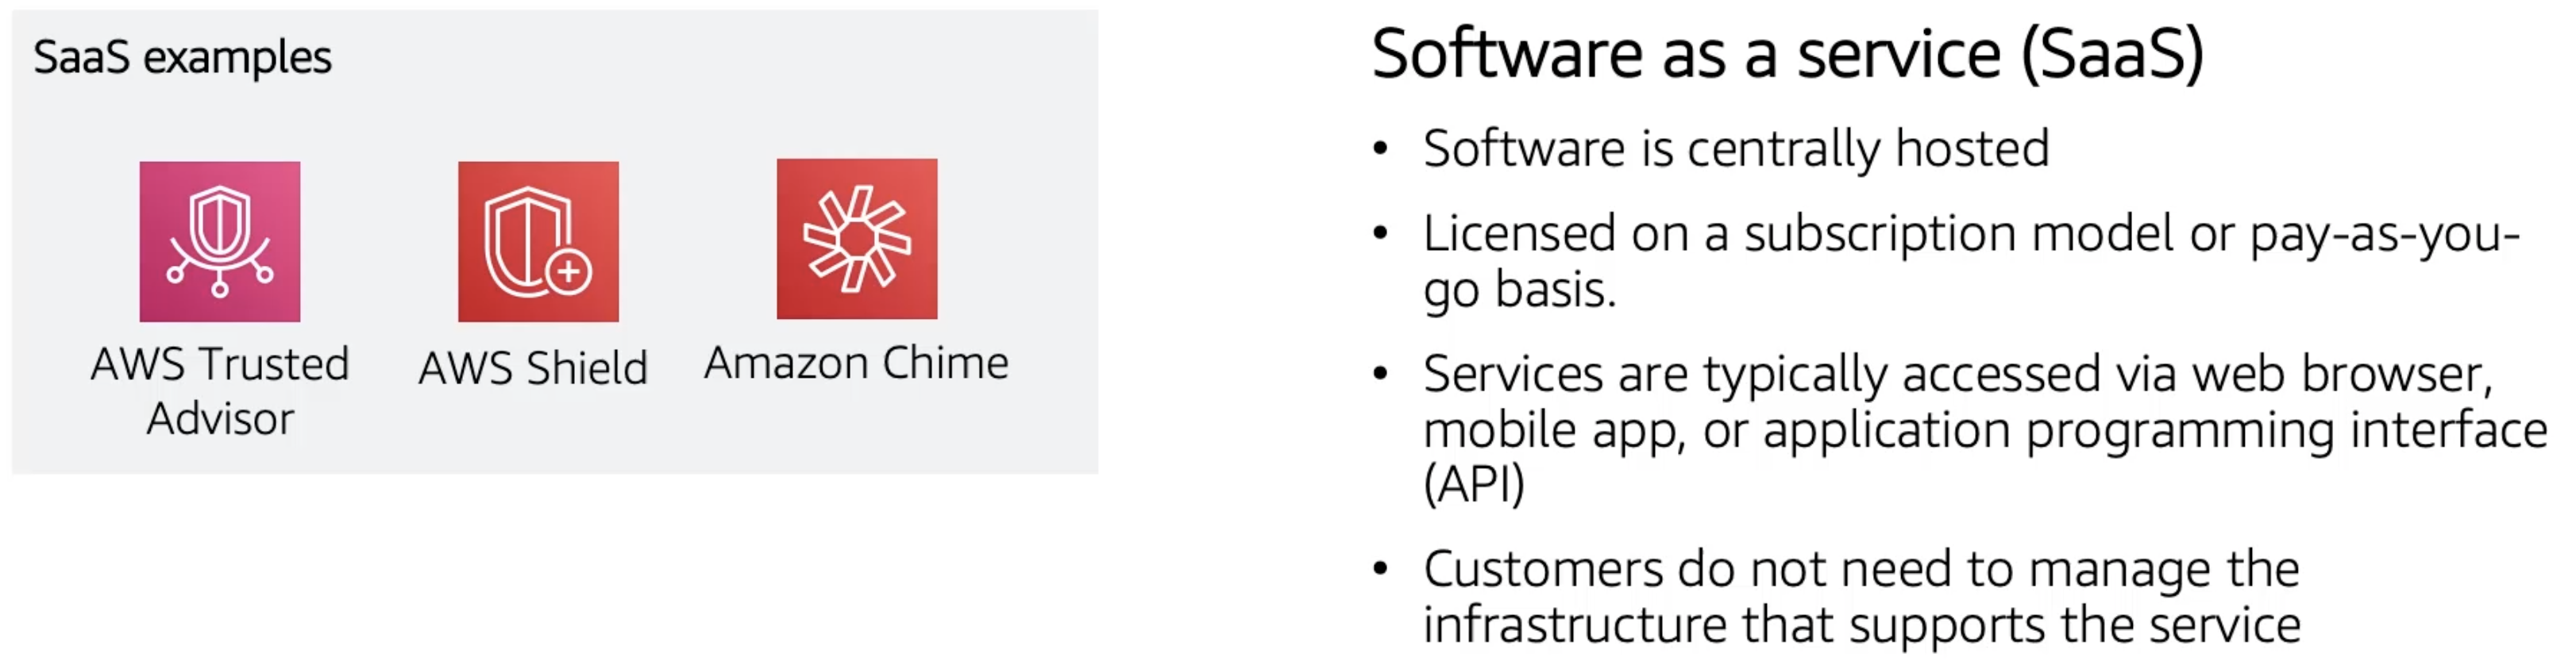 SaaS examples
AWS Trusted
Advisor
AWS Shield
Amazon Chime
Software as a service (SaaS)
• Software is centrally hosted
• Licensed on a subscription model or pay-as-you-
go basis.
• Services are typically accessed via web browser,
mobile app, or application programming interface
(API)
• Customers do not need to manage the
infrastructure that supports the service